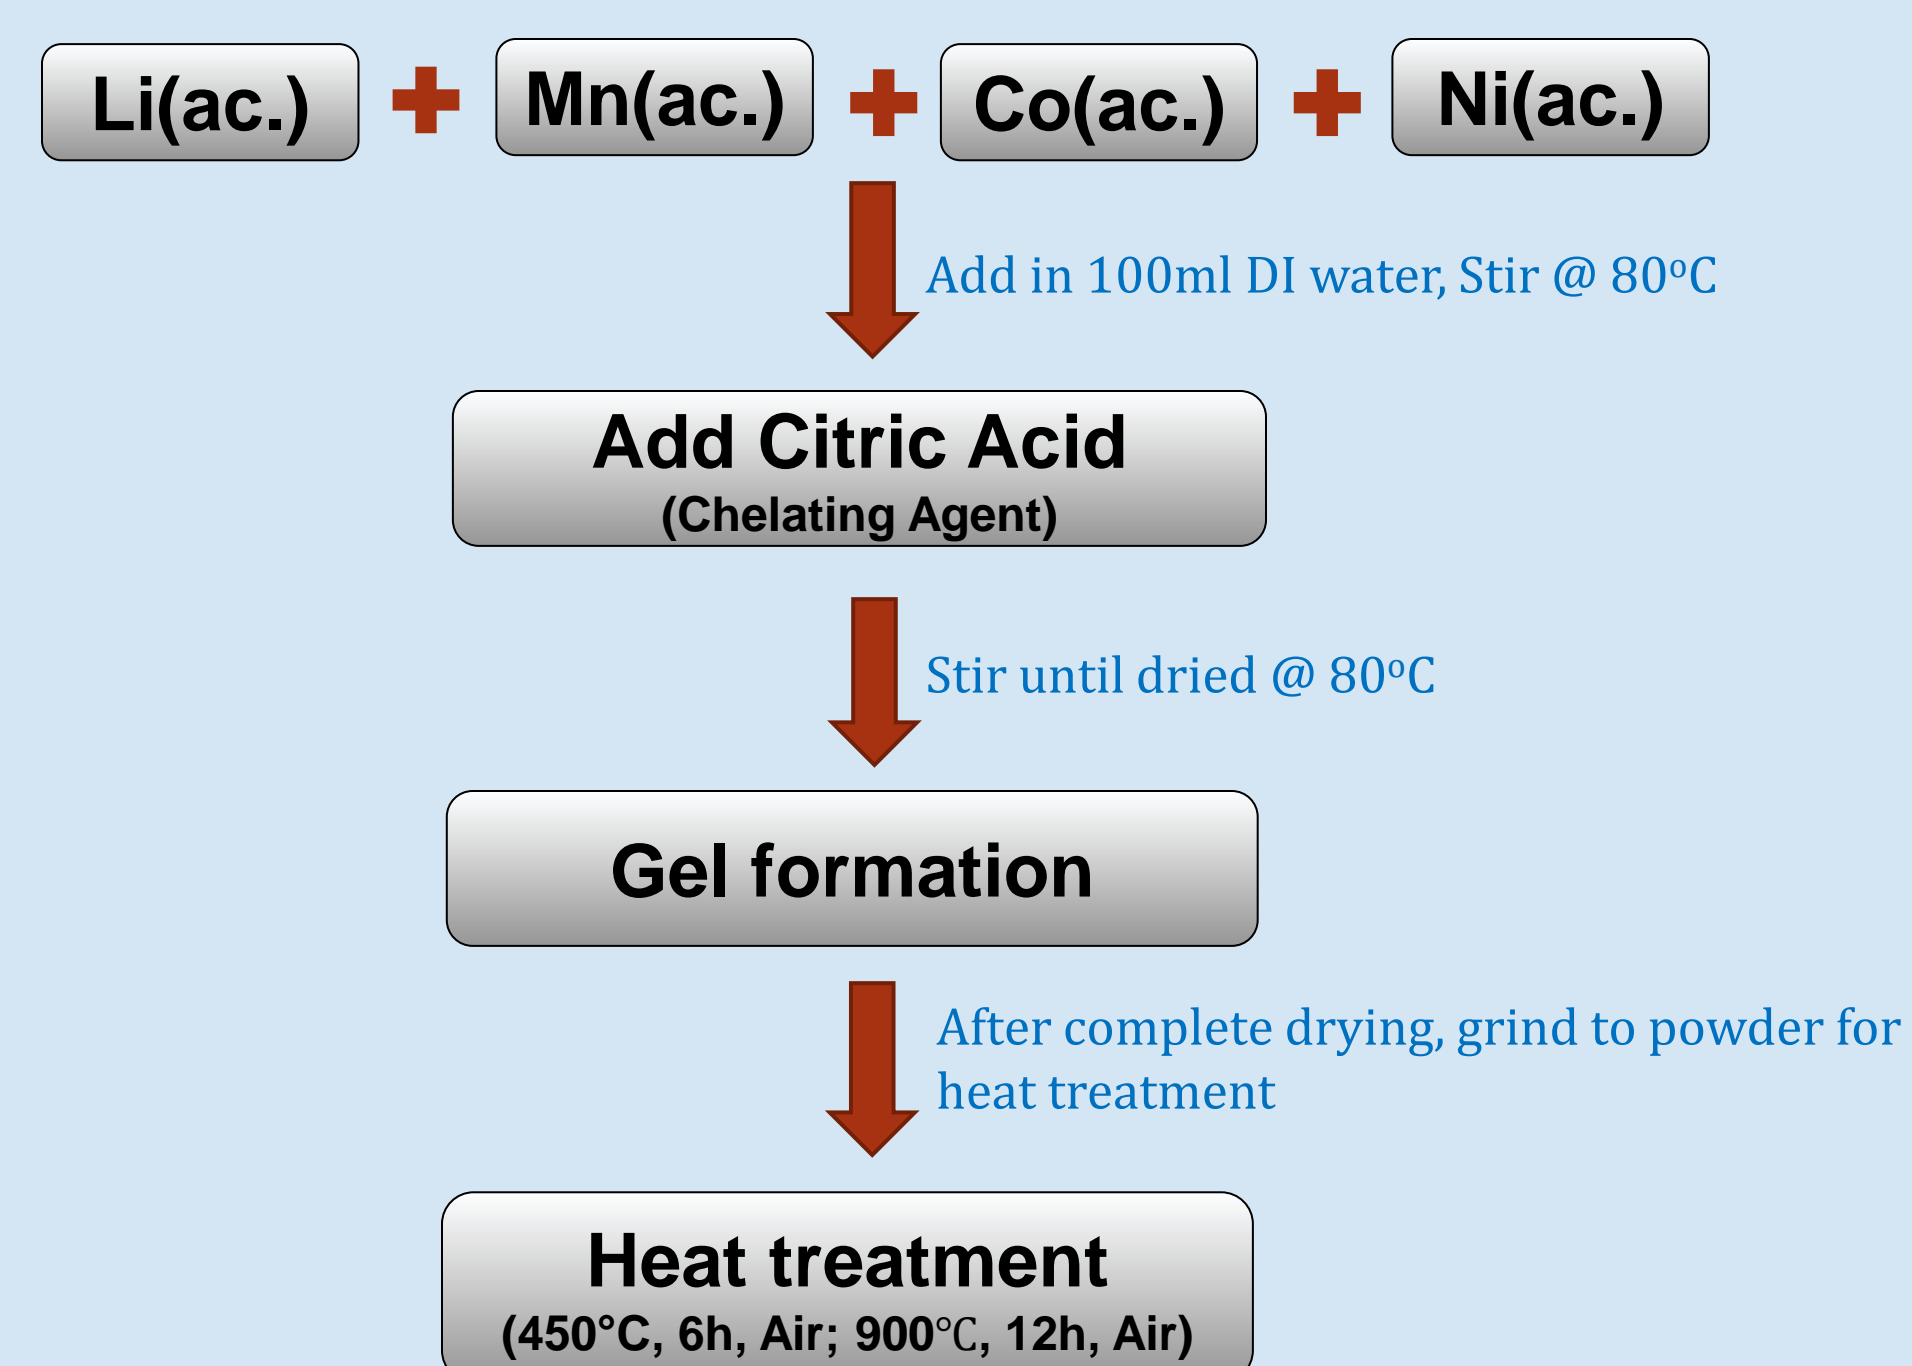 Li(ac.) + Mn(ac.) + Co(ac.) + Ni(ac.)
Add in 100ml DI water, Stir @ 80°C
Add Citric Acid
(Chelating Agent)
Stir until dried @ 80°C
Gel formation
After complete drying, grind to powder for
heat treatment
Heat treatment
(450°C, 6h, Air; 900℃, 12h, Air)